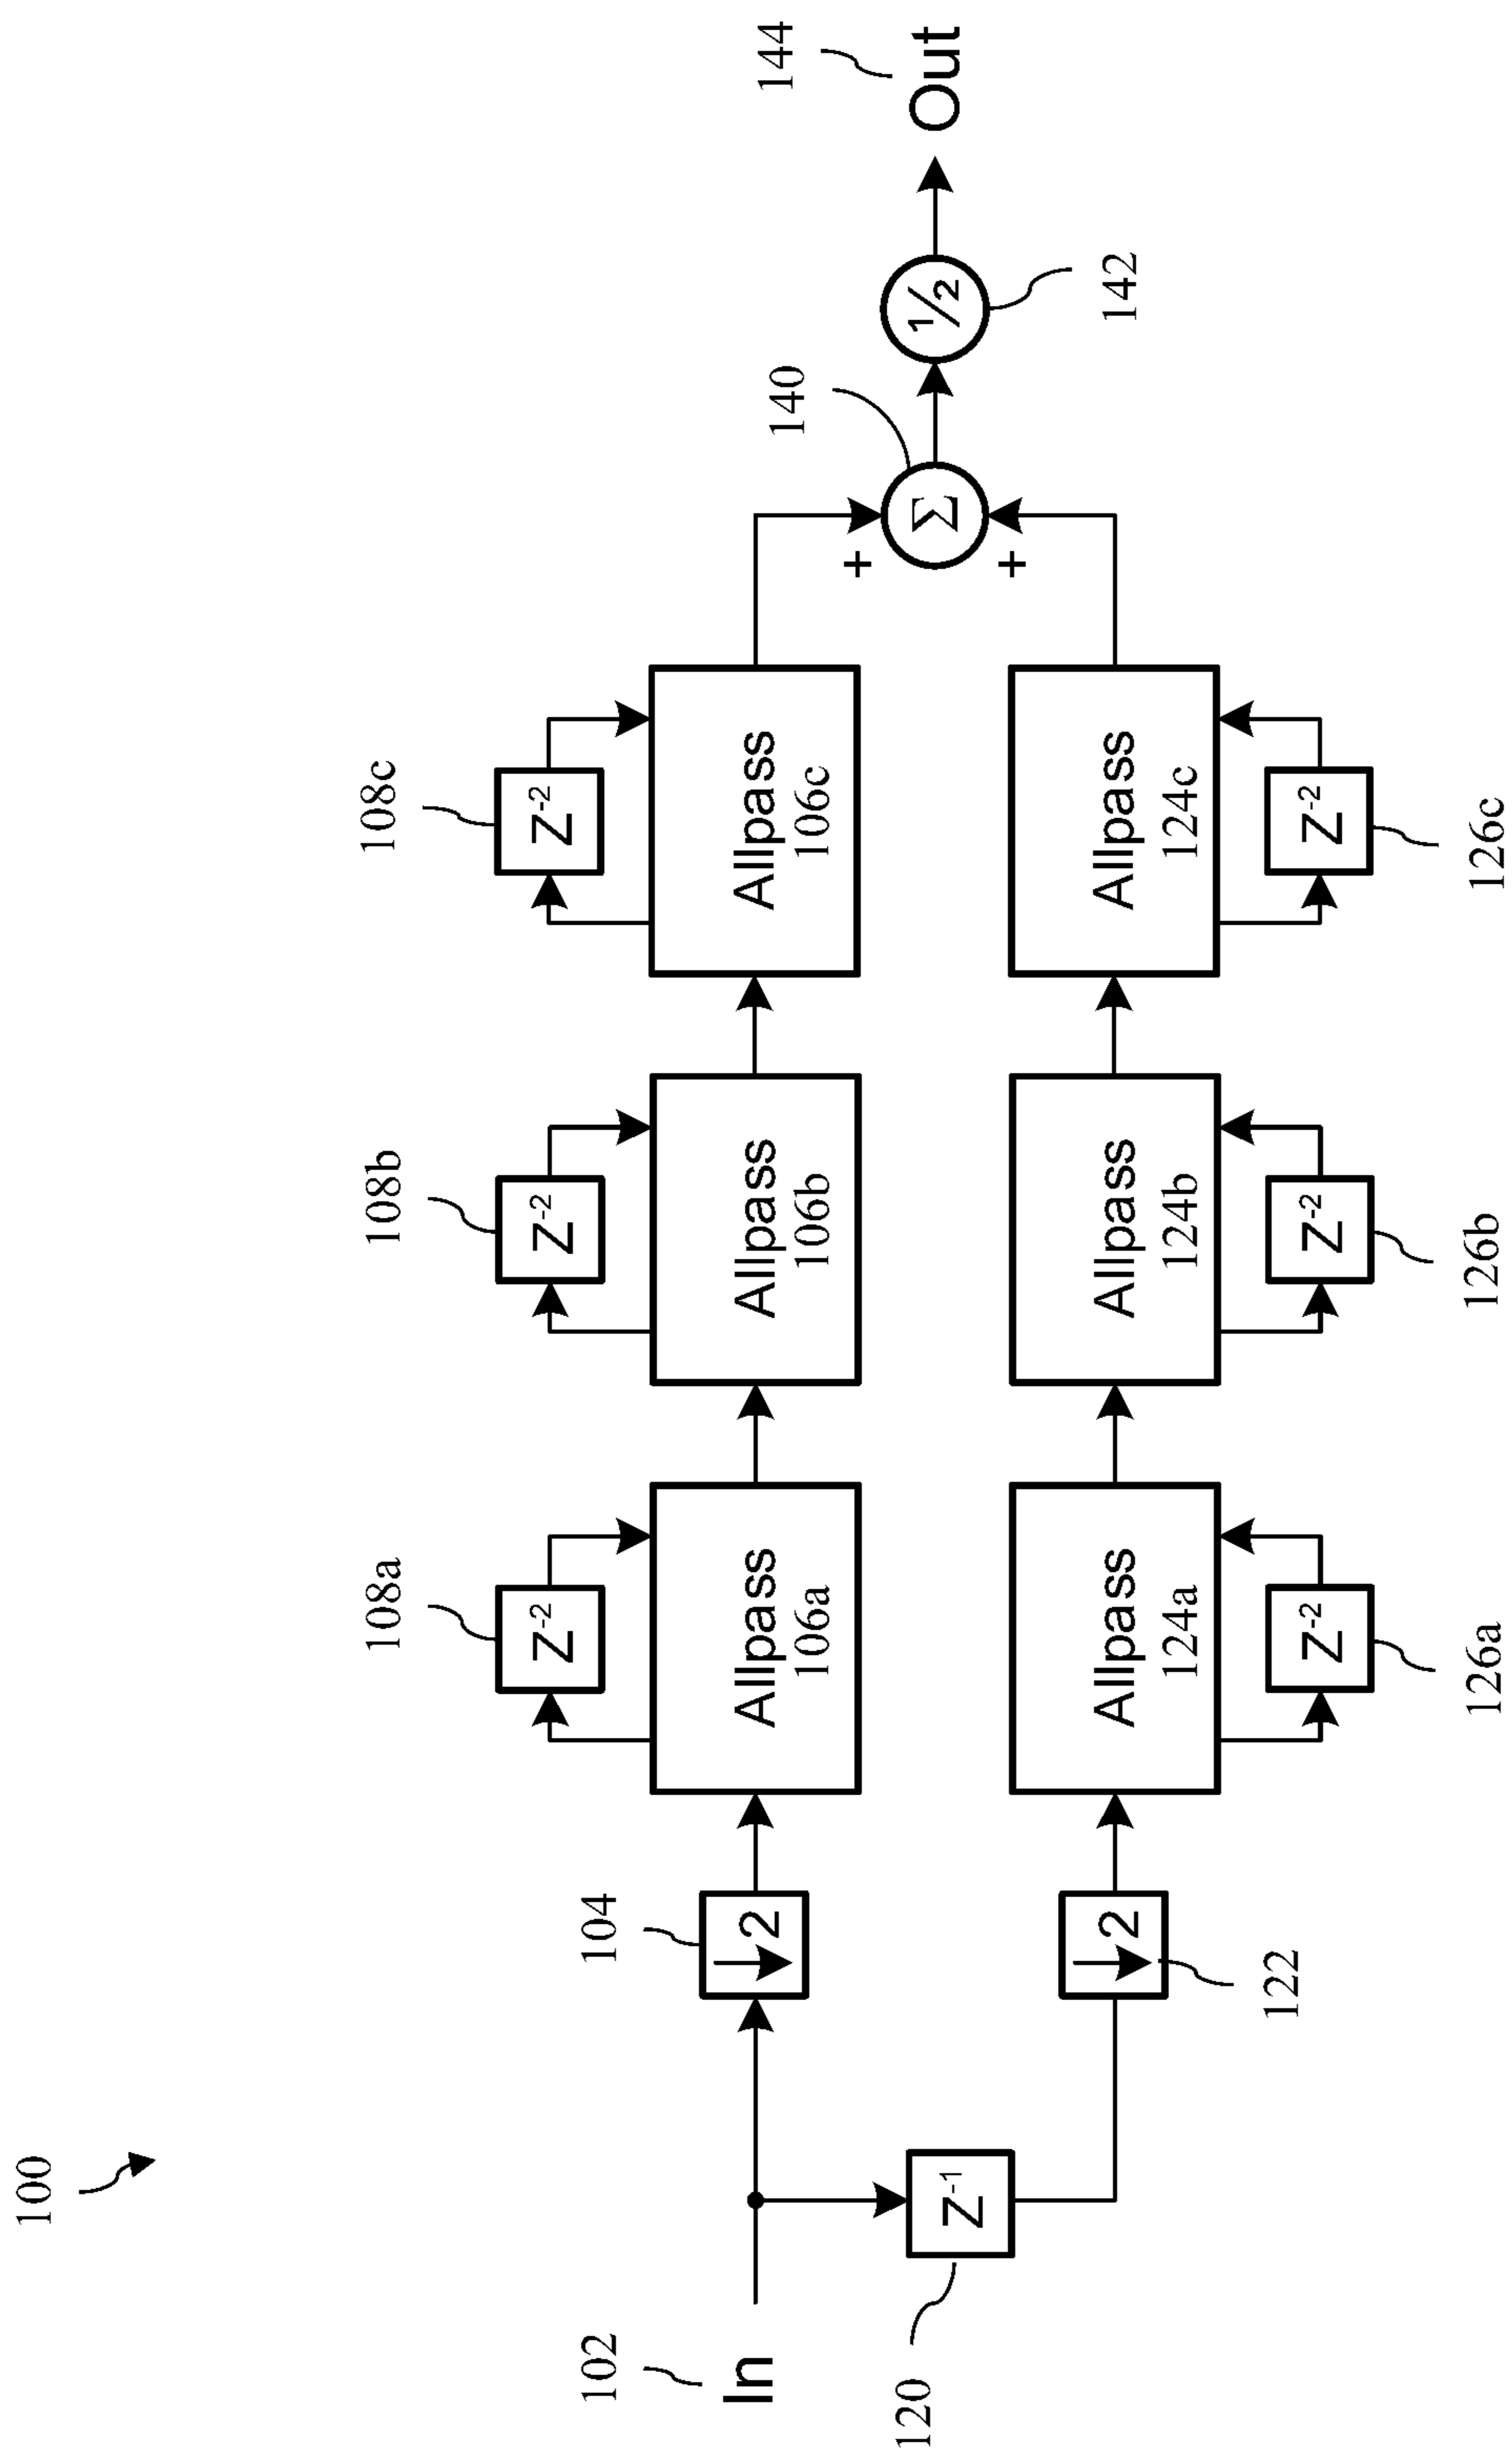 100
108a
108b
108c
Z⁻²
Z⁻²
Z⁻²
102
In
104
↓2
Allpass
106a
Allpass
106b
Allpass
106c
140
144
+
Σ
½
Out
+
142
120
Z⁻¹
122
↓2
Allpass
124a
Allpass
124b
Allpass
124c
Z⁻²
Z⁻²
Z⁻²
126a
126b
126c